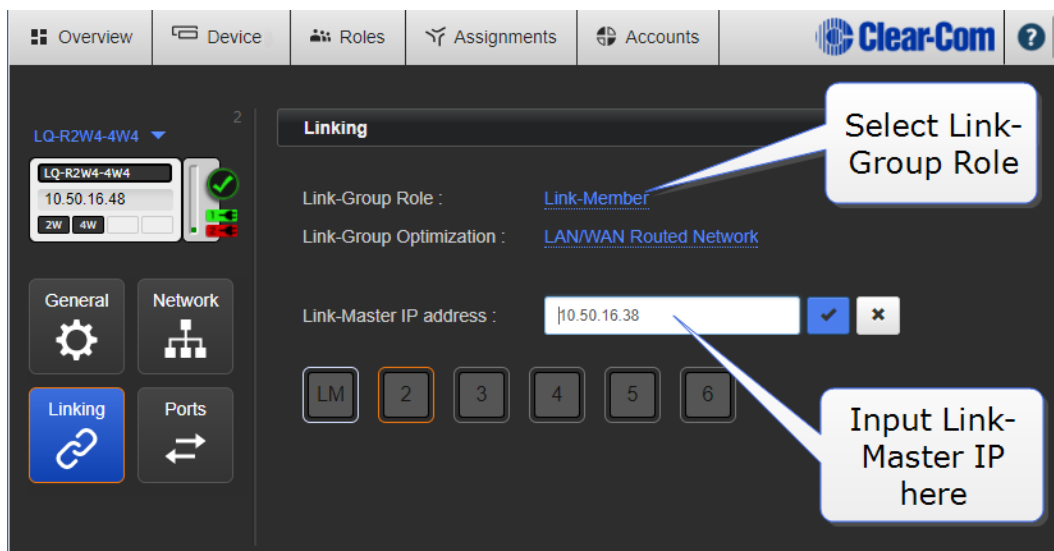 Overview
Device
Roles
Assignments
Accounts
Clear-Com
?
LQ-R2W4-4W4
2
LQ-R2W4-4W4
10.50.16.48
2W
4W
General
Network
Linking
Ports
Linking
Link-Group Role :
Link-Member
Link-Group Optimization :
LAN/WAN Routed Network
Link-Master IP address :
10.50.16.38
LM
2
3
4
5
6
Select Link-
Group Role
Input Link-
Master IP
here